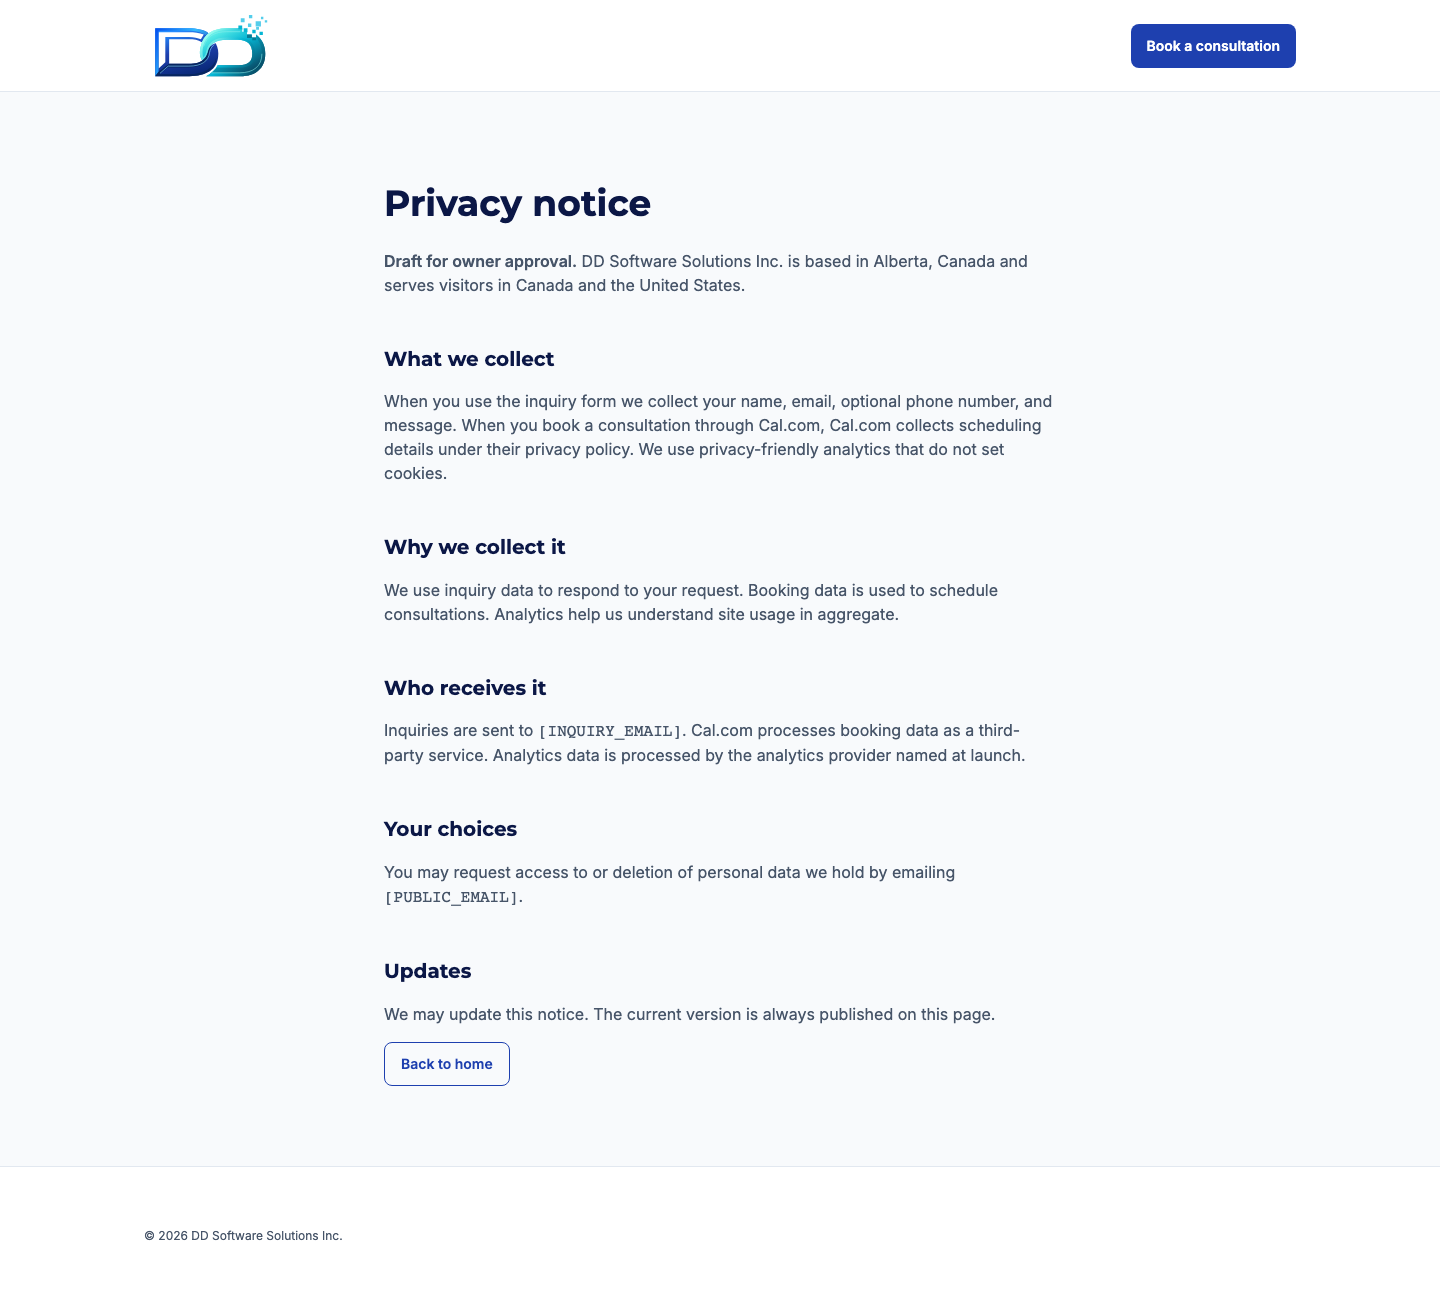 DD
Book a consultation
Privacy notice
Draft for owner approval. DD Software Solutions Inc. is based in Alberta, Canada and
serves visitors in Canada and the United States.
What we collect
When you use the inquiry form we collect your name, email, optional phone number, and
message. When you book a consultation through Cal.com, Cal.com collects scheduling
details under their privacy policy. We use privacy-friendly analytics that do not set
cookies.
Why we collect it
We use inquiry data to respond to your request. Booking data is used to schedule
consultations. Analytics help us understand site usage in aggregate.
Who receives it
Inquiries are sent to [INQUIRY_EMAIL]. Cal.com processes booking data as a third-
party service. Analytics data is processed by the analytics provider named at launch.
Your choices
You may request access to or deletion of personal data we hold by emailing
[PUBLIC_EMAIL].
Updates
We may update this notice. The current version is always published on this page.
Back to home
© 2026 DD Software Solutions Inc.